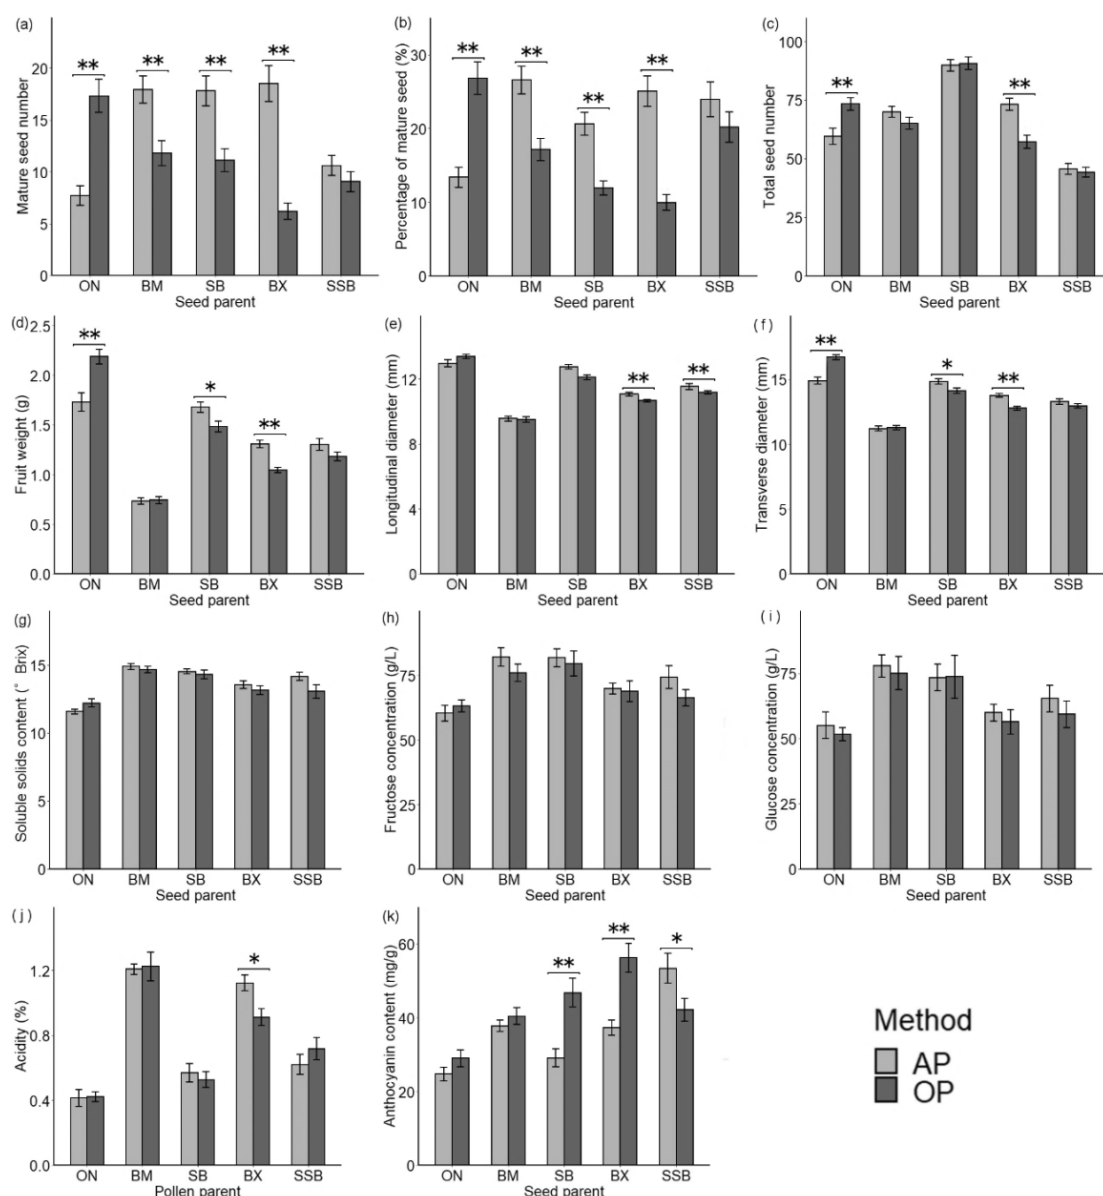 (a)
Mature seed number
20
15
10
5
0
** ** ** **
ON BM SB BX SSB
Seed parent
(b)
Percentage of mature seed (%)
30
20
10
0
** ** ** **
ON BM SB BX SSB
Seed parent
(c)
Total seed number
100
75
50
25
0
** **
ON BM SB BX SSB
Seed parent
(d)
Fruit weight (g)
2.5
2.0
1.5
1.0
0.5
0.0
** * **
ON BM SB BX SSB
Seed parent
(e)
Longitudinal diameter (mm)
12
8
4
0
** **
ON BM SB BX SSB
Seed parent
(f)
Transverse diameter (mm)
15
10
5
0
** * **
ON BM SB BX SSB
Seed parent
(g)
Soluble solids content (° Brix)
15
10
5
0
ON BM SB BX SSB
Seed parent
(h)
Fructose concentration (g/L)
75
50
25
0
ON BM SB BX SSB
Seed parent
(i)
Glucose concentration (g/L)
75
50
25
0
ON BM SB BX SSB
Seed parent
(j)
Acidity (%)
1.2
0.8
0.4
0.0
*
ON BM SB BX SSB
Pollen parent
(k)
Anthocyanin content (mg/g)
60
40
20
0
** ** *
ON BM SB BX SSB
Seed parent
Method
AP
OP